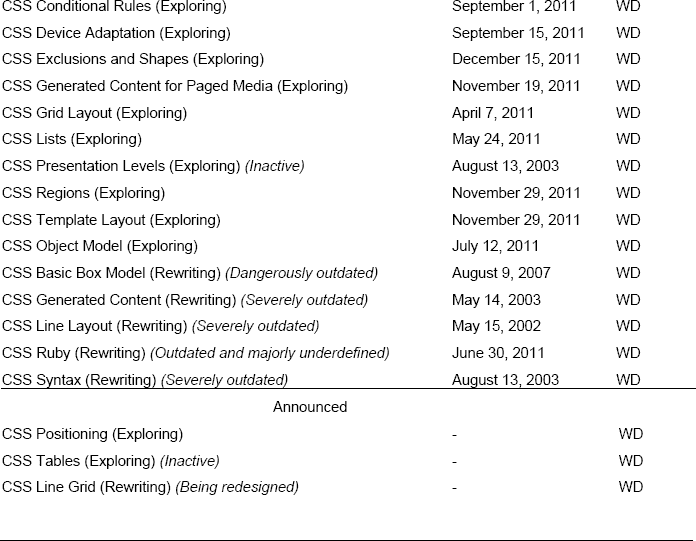 CSS Conditional Rules (Exploring) September 1, 2011 WD
CSS Device Adaptation (Exploring) September 15, 2011 WD
CSS Exclusions and Shapes (Exploring) December 15, 2011 WD
CSS Generated Content for Paged Media (Exploring) November 19, 2011 WD
CSS Grid Layout (Exploring) April 7, 2011 WD
CSS Lists (Exploring) May 24, 2011 WD
CSS Presentation Levels (Exploring) (Inactive) August 13, 2003 WD
CSS Regions (Exploring) November 29, 2011 WD
CSS Template Layout (Exploring) November 29, 2011 WD
CSS Object Model (Exploring) July 12, 2011 WD
CSS Basic Box Model (Rewriting) (Dangerously outdated) August 9, 2007 WD
CSS Generated Content (Rewriting) (Severely outdated) May 14, 2003 WD
CSS Line Layout (Rewriting) (Severely outdated) May 15, 2002 WD
CSS Ruby (Rewriting) (Outdated and majorly underdefined) June 30, 2011 WD
CSS Syntax (Rewriting) (Severely outdated) August 13, 2003 WD
Announced
CSS Positioning (Exploring) - WD
CSS Tables (Exploring) (Inactive) - WD
CSS Line Grid (Rewriting) (Being redesigned) - WD